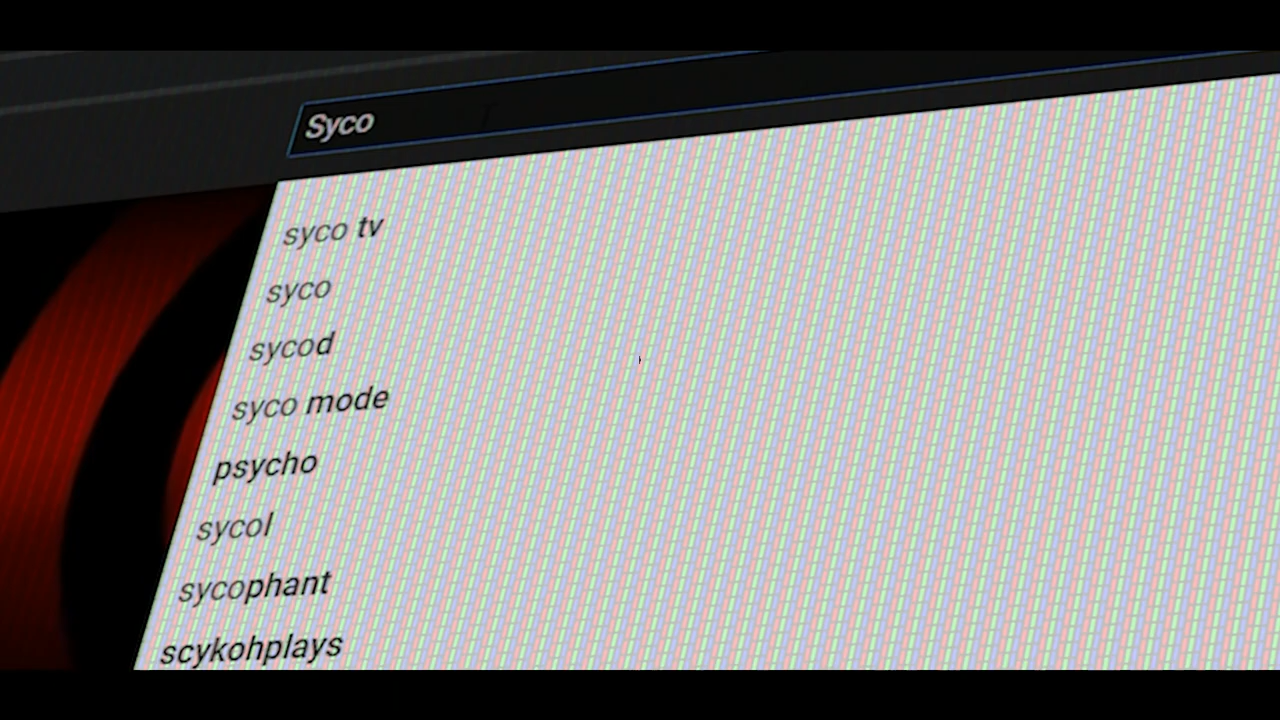 Syco
syco tv
syco
sycod
syco mode
psycho
sycol
sycophant
scykohplays